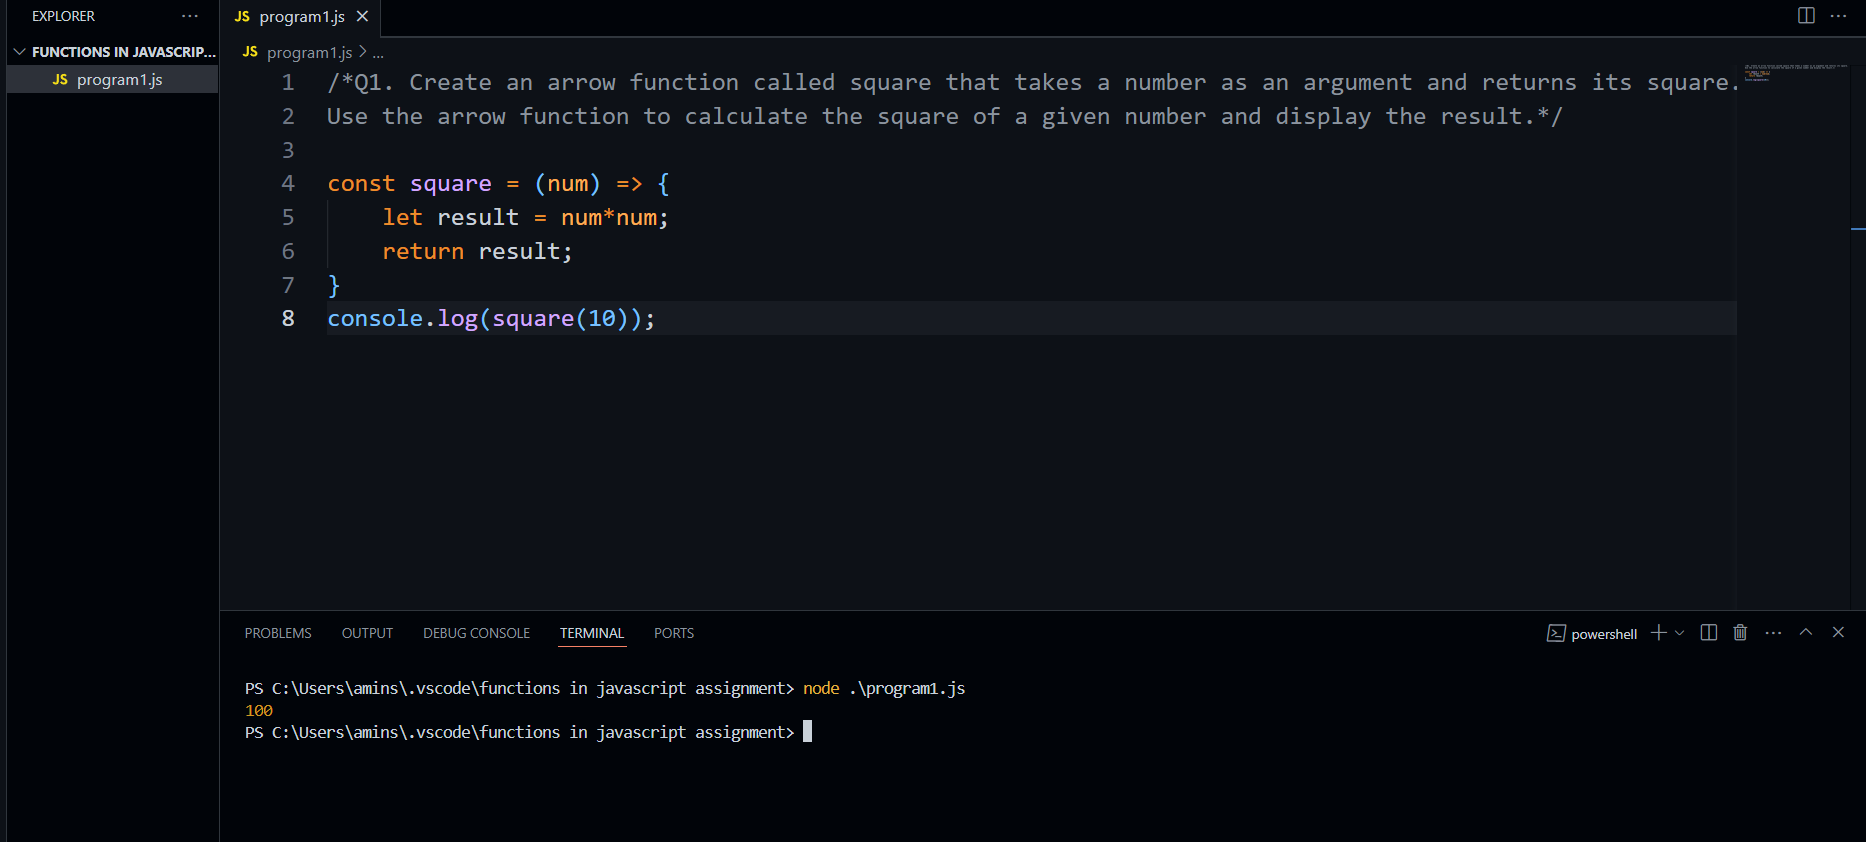 EXPLORER ...
JS program1.js
FUNCTIONS IN JAVASCRIP...
JS program1.js
JS program1.js > ...
1 /*Q1. Create an arrow function called square that takes a number as an argument and returns its square.
2 Use the arrow function to calculate the square of a given number and display the result.*/
3
4 const square = (num) => {
5 let result = num*num;
6 return result;
7 }
8 console.log(square(10));
PROBLEMS OUTPUT DEBUG CONSOLE TERMINAL PORTS powershell
PS C:\Users\amins\.vscode\functions in javascript assignment> node .\program1.js
100
PS C:\Users\amins\.vscode\functions in javascript assignment>